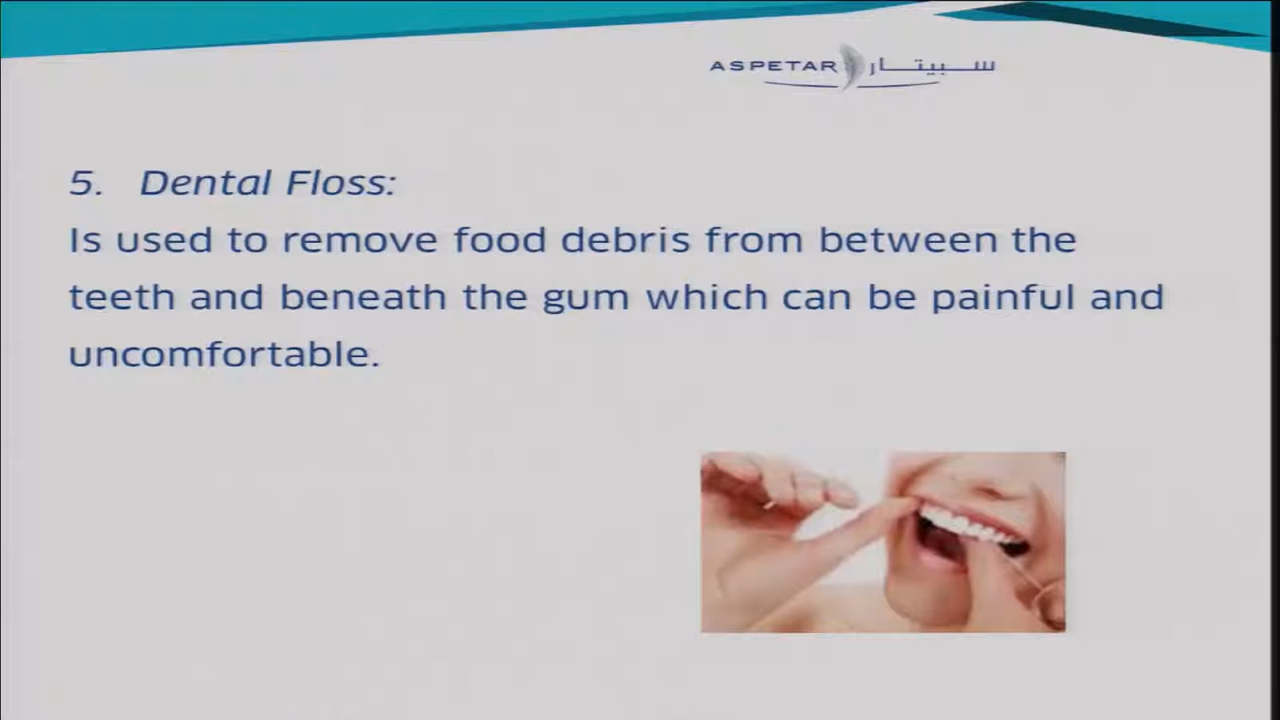 ASPETAR سبيتار
5. Dental Floss:
Is used to remove food debris from between the
teeth and beneath the gum which can be painful and
uncomfortable.